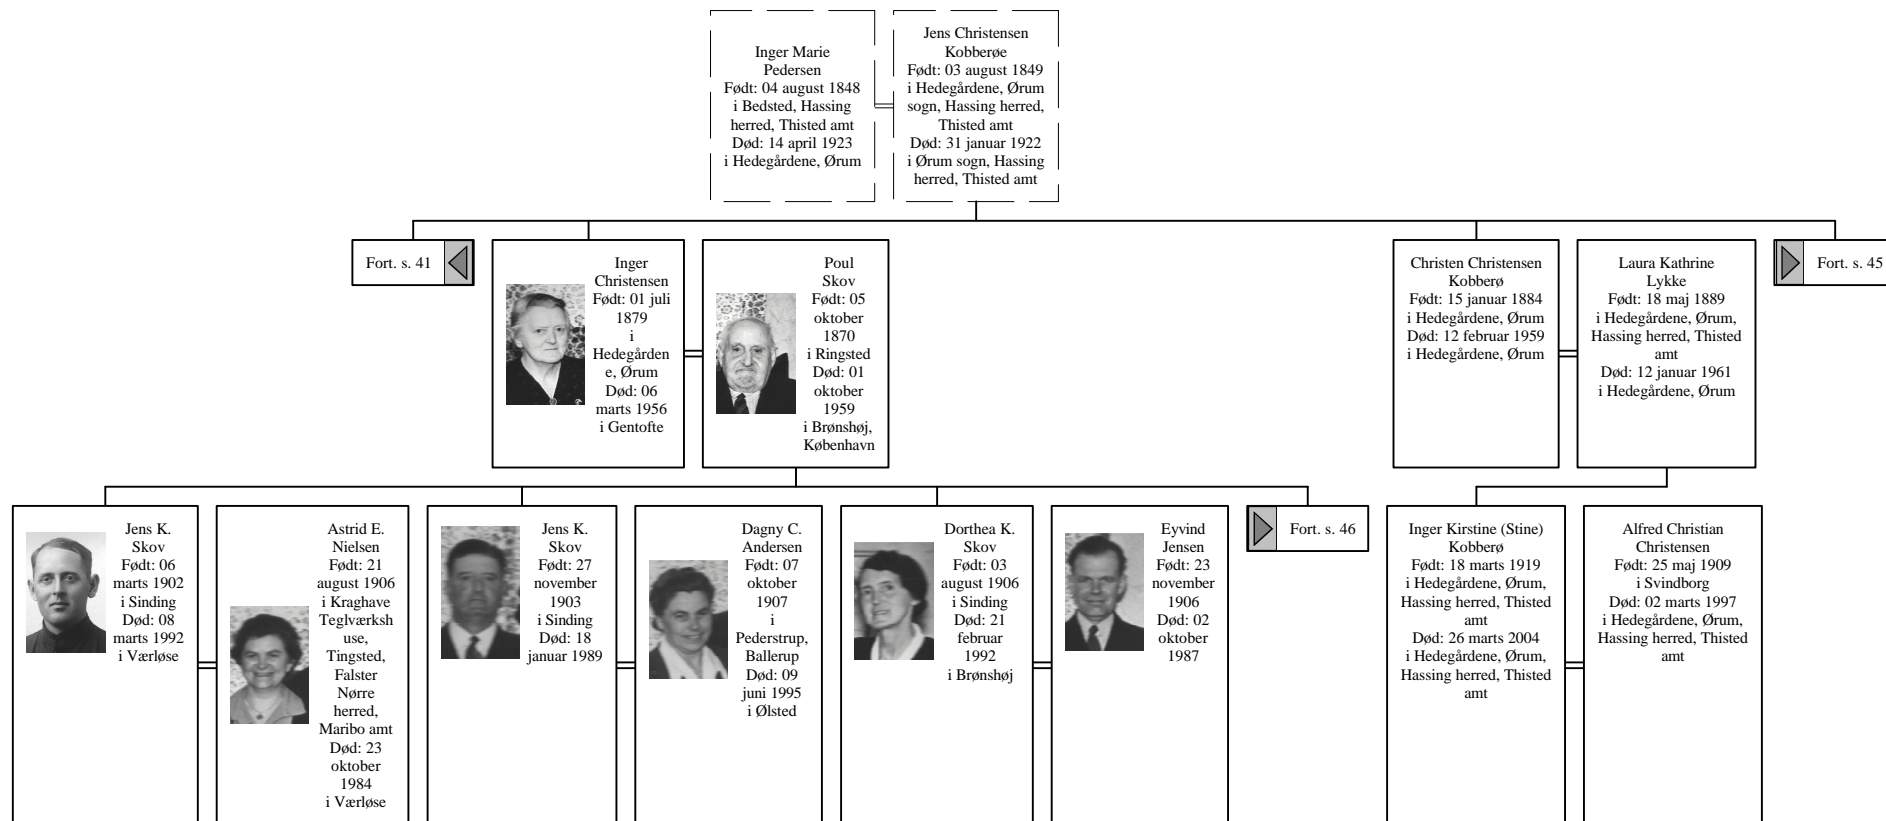 Inger Marie
Pedersen
Født: 04 august 1848
i Bedsted, Hassing
herred, Thisted amt
Død: 14 april 1923
i Hedegårdene, Ørum
Jens Christensen
Kobberøe
Født: 03 august 1849
i Hedegårdene, Ørum
sogn, Hassing herred,
Thisted amt
Død: 31 januar 1922
i Ørum sogn, Hassing
herred, Thisted amt
Fort. s. 41
Inger
Christensen
Født: 01 juli
1879
i
Hedegården
e, Ørum
Død: 06
marts 1956
i Gentofte
Poul
Skov
Født: 05
oktober
1870
i Ringsted
Død: 01
oktober
1959
i Brønshøj,
København
Christen Christensen
Kobberø
Født: 15 januar 1884
i Hedegårdene, Ørum
Død: 12 februar 1959
i Hedegårdene, Ørum
Laura Kathrine
Lykke
Født: 18 maj 1889
i Hedegårdene, Ørum,
Hassing herred, Thisted
amt
Død: 12 januar 1961
i Hedegårdene, Ørum
Fort. s. 45
Jens K.
Skov
Født: 06
marts 1902
i Sinding
Død: 08
marts 1992
i Værløse
Astrid E.
Nielsen
Født: 21
august 1906
i Kraghave
Teglværksh
use,
Tingsted,
Falster
Nørre
herred,
Maribo amt
Død: 23
oktober
1984
i Værløse
Jens K.
Skov
Født: 27
november
1903
i Sinding
Død: 18
januar 1989
Dagny C.
Andersen
Født: 07
oktober
1907
i
Pederstrup,
Ballerup
Død: 09
juni 1995
i Ølsted
Dorthea K.
Skov
Født: 03
august 1906
i Sinding
Død: 21
februar
1992
i Brønshøj
Eyvind
Jensen
Født: 23
november
1906
Død: 02
oktober
1987
Fort. s. 46
Inger Kirstine (Stine)
Kobberø
Født: 18 marts 1919
i Hedegårdene, Ørum,
Hassing herred, Thisted
amt
Død: 26 marts 2004
i Hedegårdene, Ørum,
Hassing herred, Thisted
amt
Alfred Christian
Christensen
Født: 25 maj 1909
i Svindborg
Død: 02 marts 1997
i Hedegårdene, Ørum,
Hassing herred, Thisted
amt